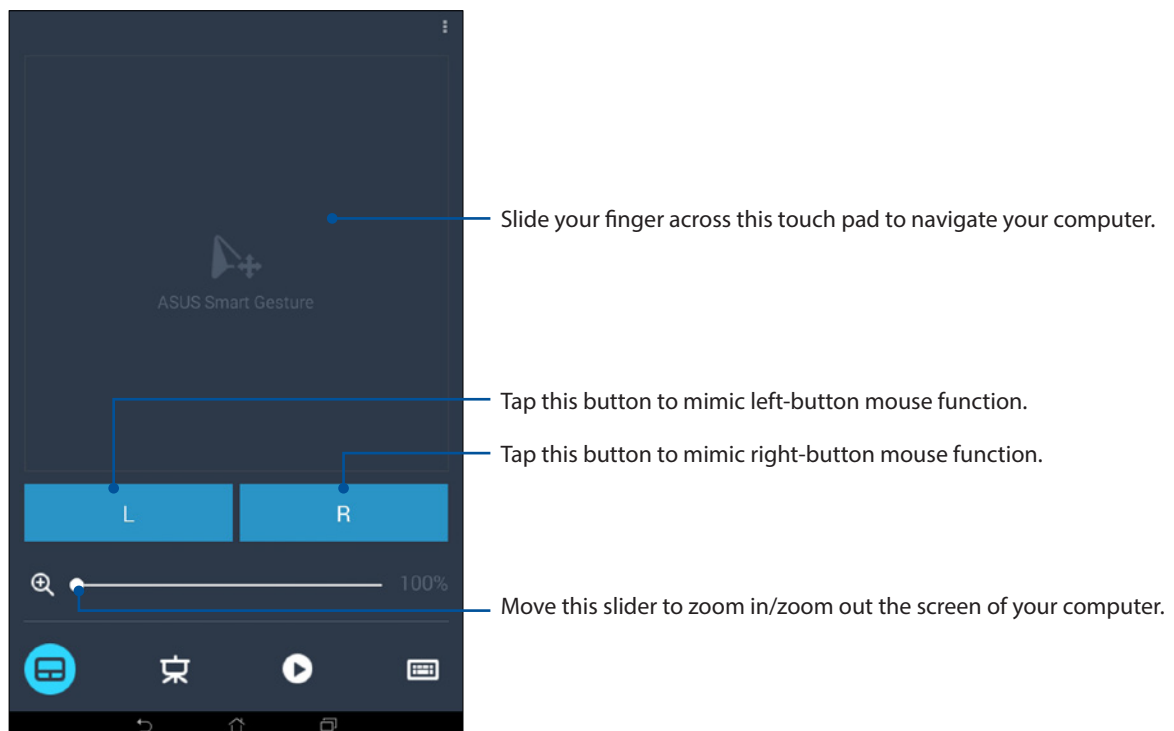 Slide your finger across this touch pad to navigate your computer.
ASUS Smart Gesture
Tap this button to mimic left-button mouse function.
Tap this button to mimic right-button mouse function.
L
R
100%
Move this slider to zoom in/zoom out the screen of your computer.